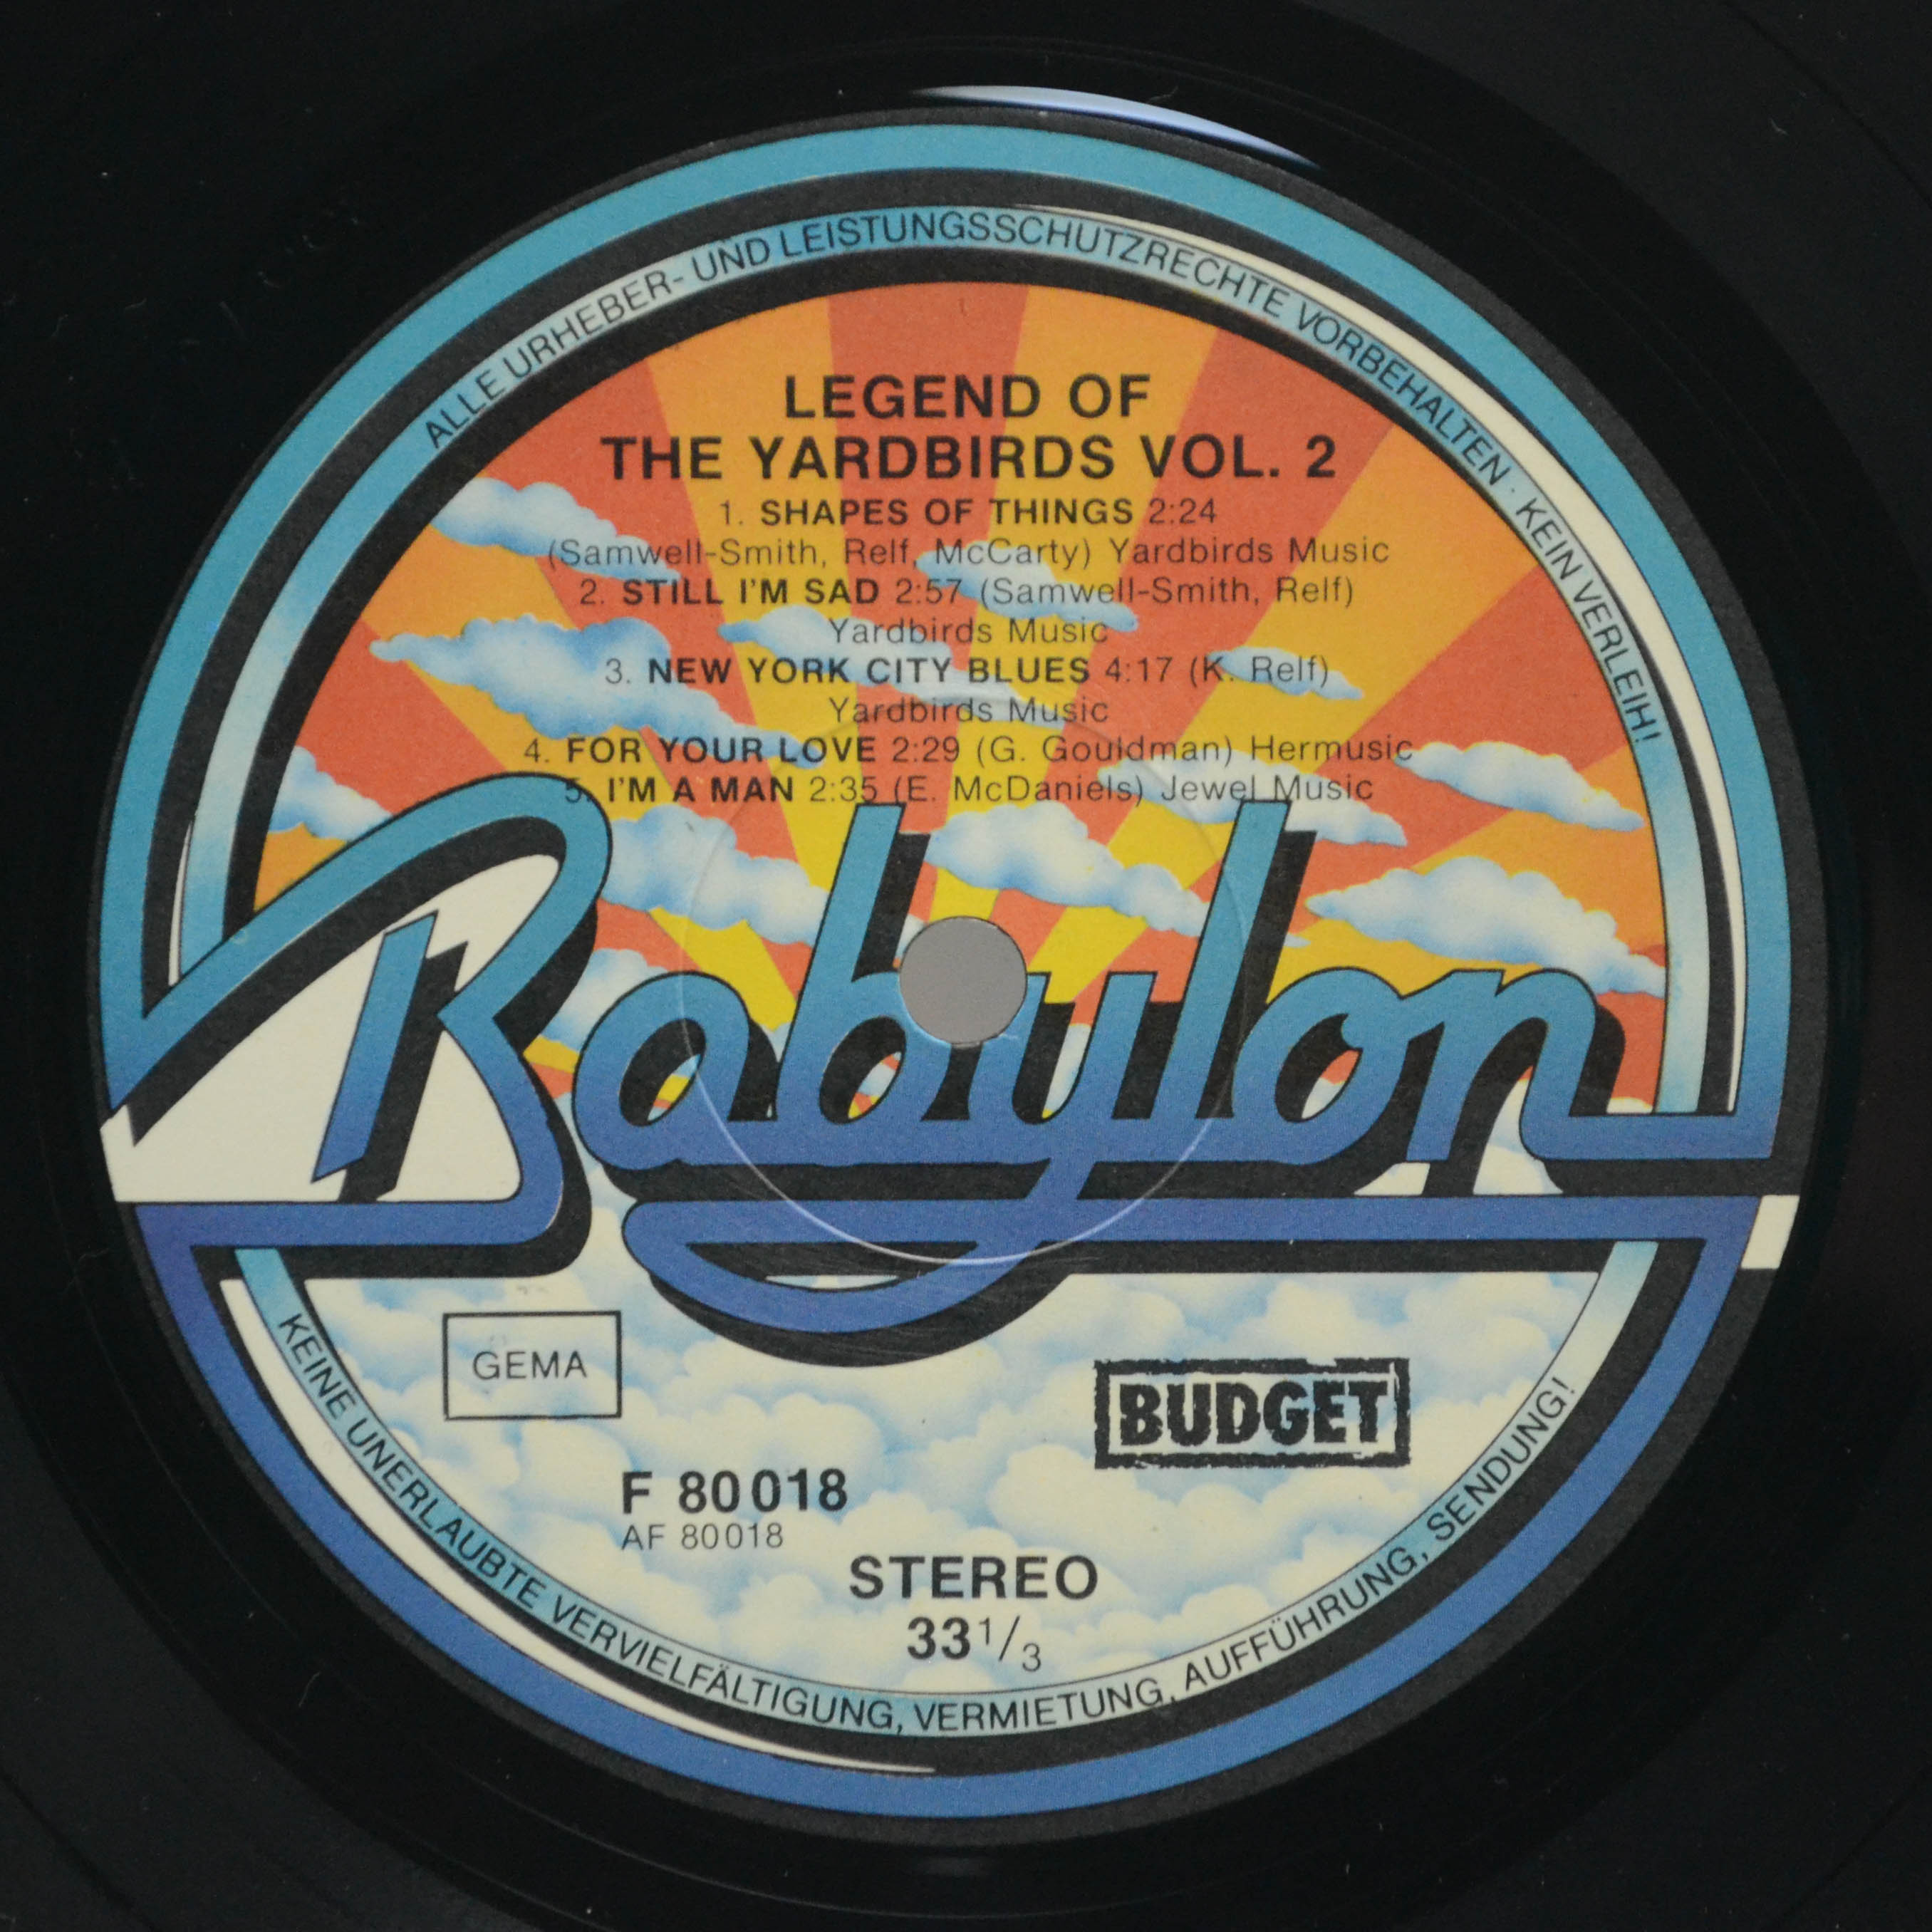 ALLE URHEBER- UND LEISTUNGSSCHUTZRECHTE VORBEHALTEN · KEIN VERLEIH!
LEGEND OF
THE YARDBIRDS VOL. 2
1. SHAPES OF THINGS 2:24
(Samwell-Smith, Relf, McCarty) Yardbirds Music
2. STILL I'M SAD 2:57 (Samwell-Smith, Relf)
Yardbirds Music
3. NEW YORK CITY BLUES 4:17 (K. Relf)
Yardbirds Music
4. FOR YOUR LOVE 2:29 (G. Gouldman) Hermusic
5. I'M A MAN 2:35 (E. McDaniels) Jewel Music
Babylon
GEMA
BUDGET
F 80018
AF 80018
STEREO
33 1/3
KEINE UNERLAUBTE VERVIELFÄLTIGUNG, VERMIETUNG, AUFFÜHRUNG, SENDUNG!